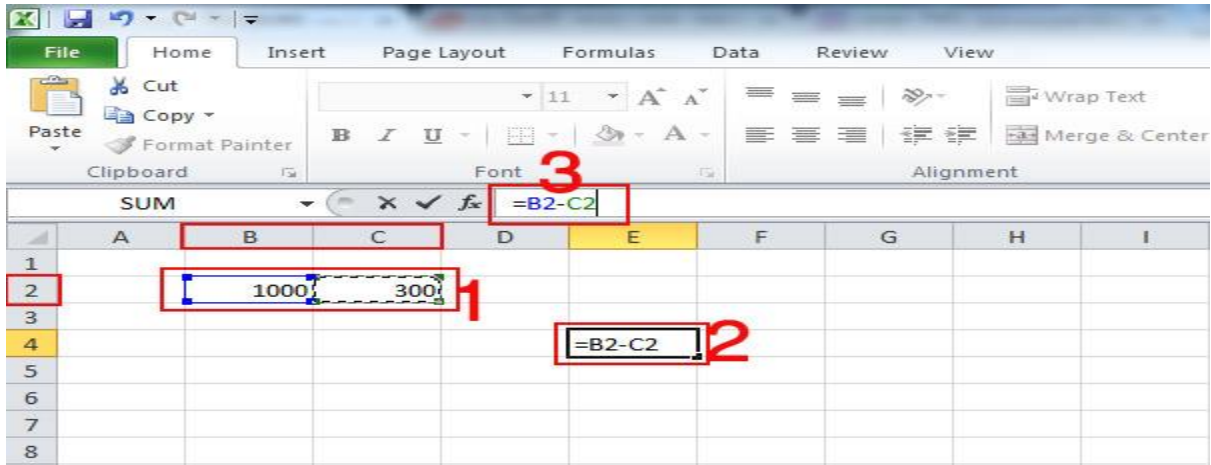 File Home Insert Page Layout Formulas Data Review View
Cut
Copy
Paste
Format Painter
11 A A
Wrap Text
B I U A
Merge & Center
Clipboard Font Alignment
3
SUM fx =B2-C2
A B C D E F G H I
1
2 1000 300
1
3
4 =B2-C2
2
5
6
7
8